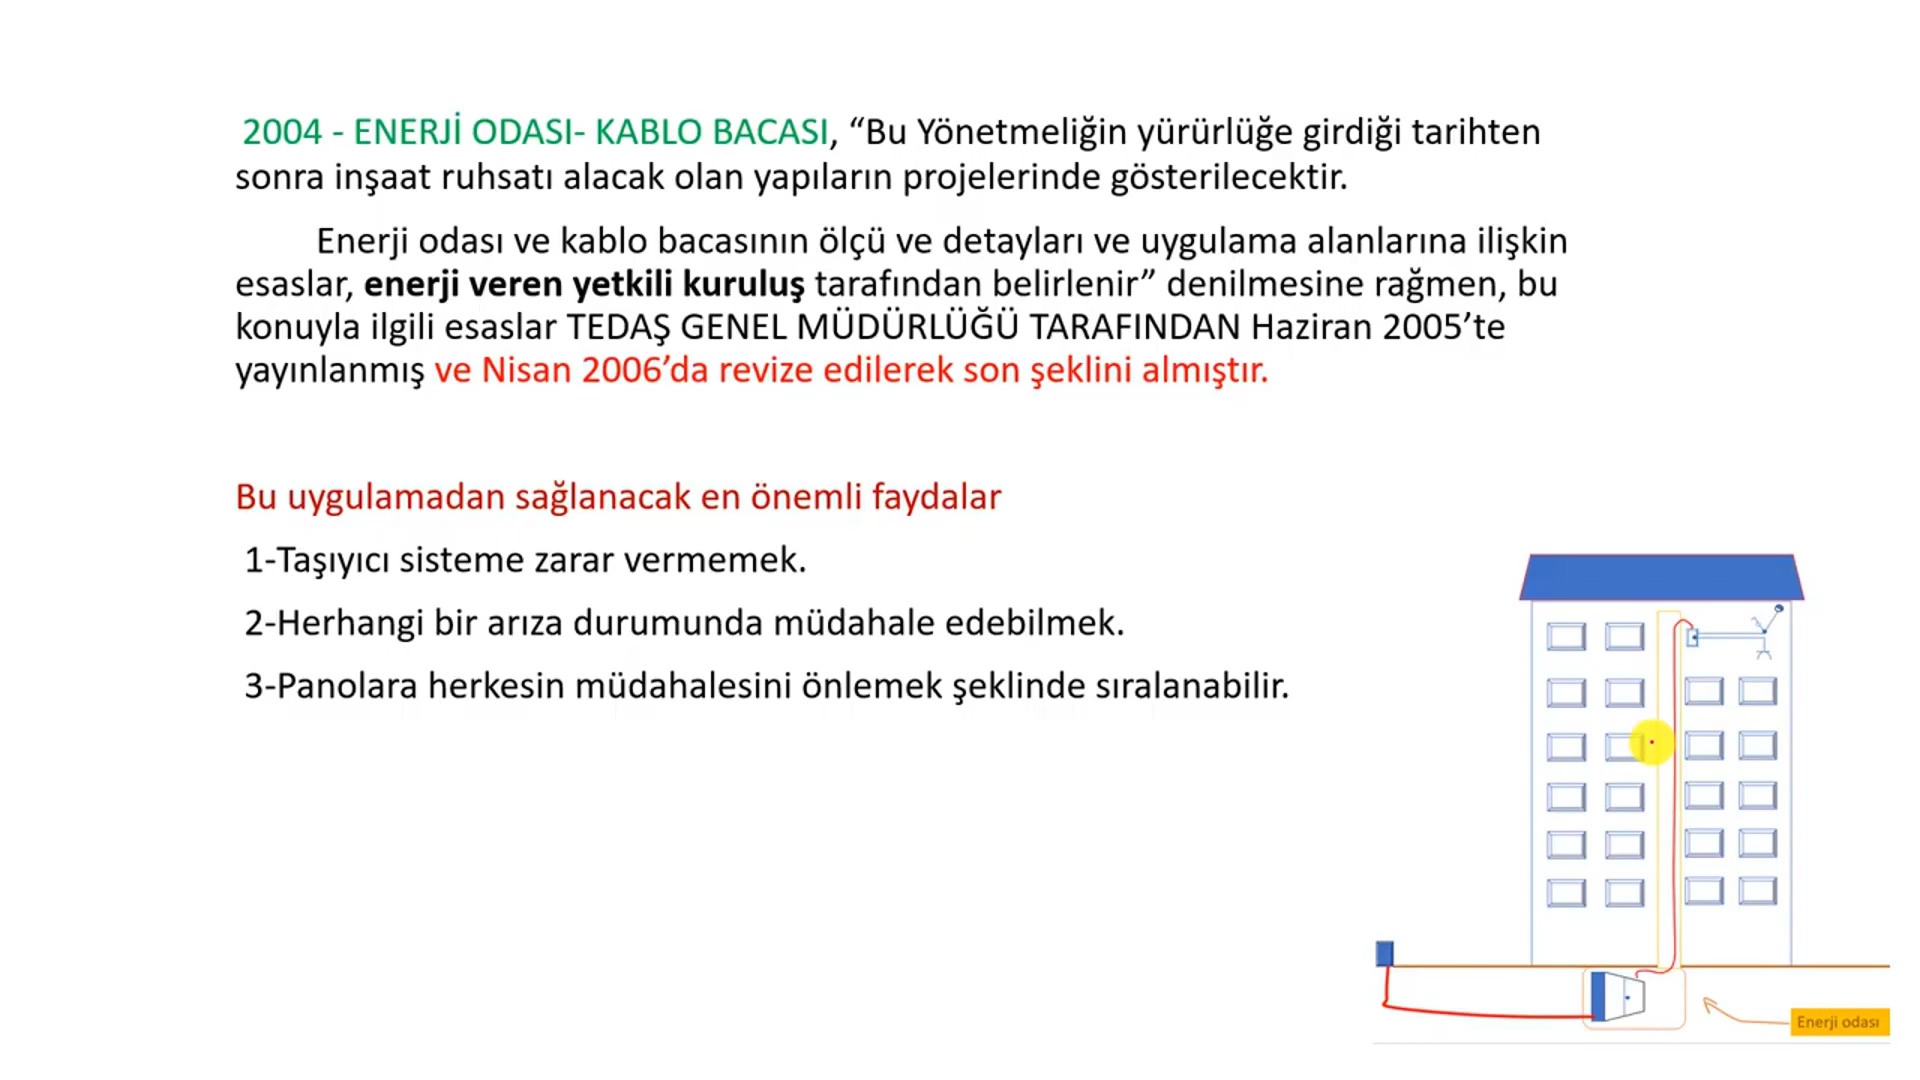 2004 - ENERJİ ODASI- KABLO BACASI, “Bu Yönetmeliğin yürürlüğe girdiği tarihten
sonra inşaat ruhsatı alacak olan yapıların projelerinde gösterilecektir.
Enerji odası ve kablo bacasının ölçü ve detayları ve uygulama alanlarına ilişkin
esaslar, enerji veren yetkili kuruluş tarafından belirlenir” denilmesine rağmen, bu
konuyla ilgili esaslar TEDAŞ GENEL MÜDÜRLÜĞÜ TARAFINDAN Haziran 2005’te
yayınlanmış ve Nisan 2006’da revize edilerek son şeklini almıştır.
Bu uygulamadan sağlanacak en önemli faydalar
1-Taşıyıcı sisteme zarar vermemek.
2-Herhangi bir arıza durumunda müdahale edebilmek.
3-Panolara herkesin müdahalesini önlemek şeklinde sıralanabilir.
Enerji odası